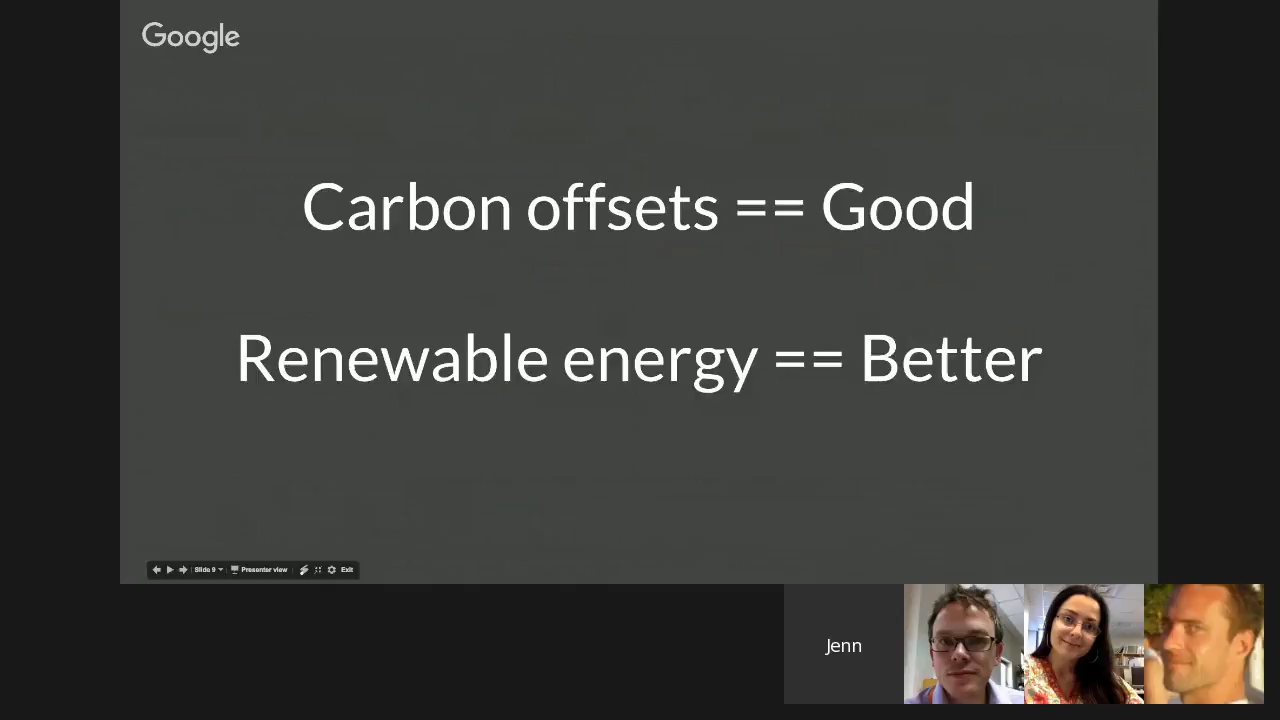 Google
Carbon offsets == Good
Renewable energy == Better
Slide 9 Presenter view Exit
Jenn